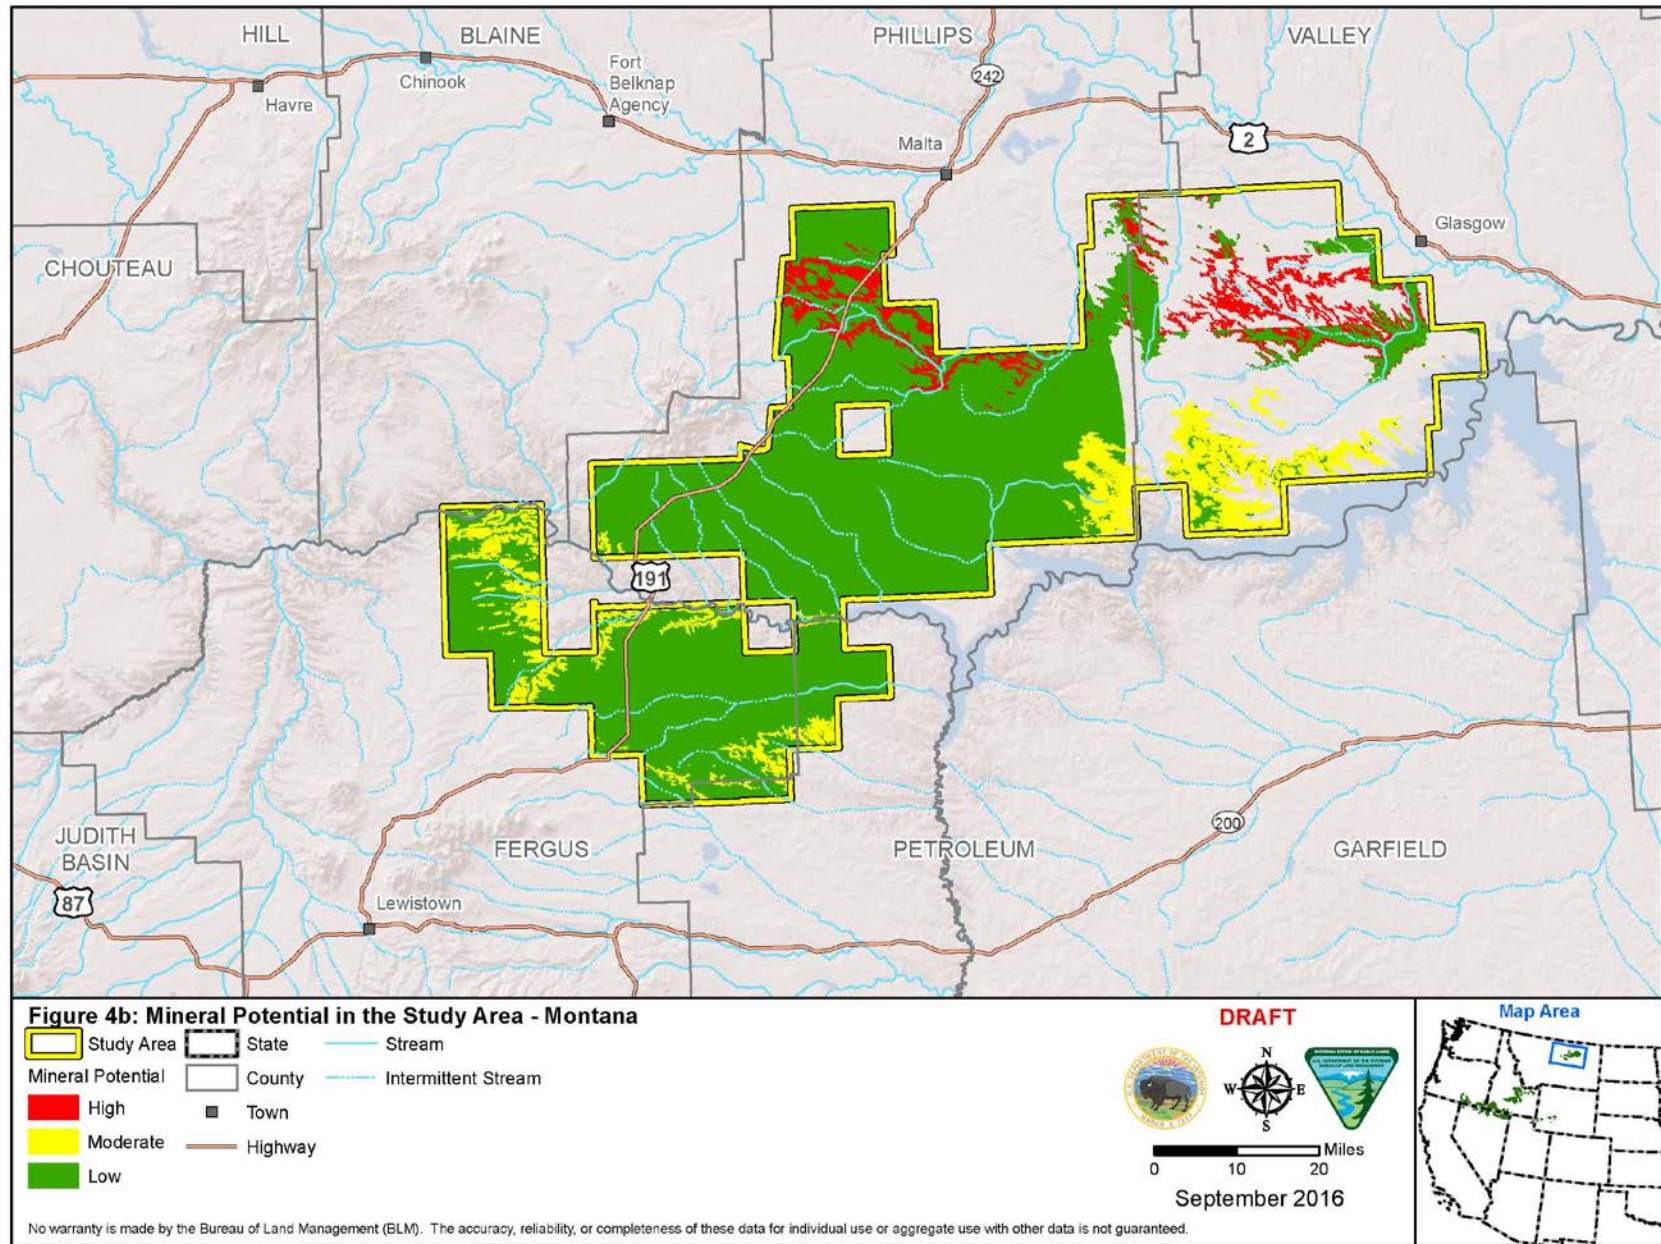 HILL
BLAINE
PHILLIPS
VALLEY
242
Havre
Chinook
Fort
Belknap
Agency
Malta
2
Glasgow
CHOUTEAU
191
200
JUDITH
BASIN
FERGUS
PETROLEUM
GARFIELD
87
Lewistown
Figure 4b: Mineral Potential in the Study Area - Montana
Study Area
State
Stream
Mineral Potential
County
Intermittent Stream
High
Town
Moderate
Highway
Low
DRAFT
N
W E
S
Miles
0 10 20
September 2016
Map Area
No warranty is made by the Bureau of Land Management (BLM). The accuracy, reliability, or completeness of these data for individual use or aggregate use with other data is not guaranteed.